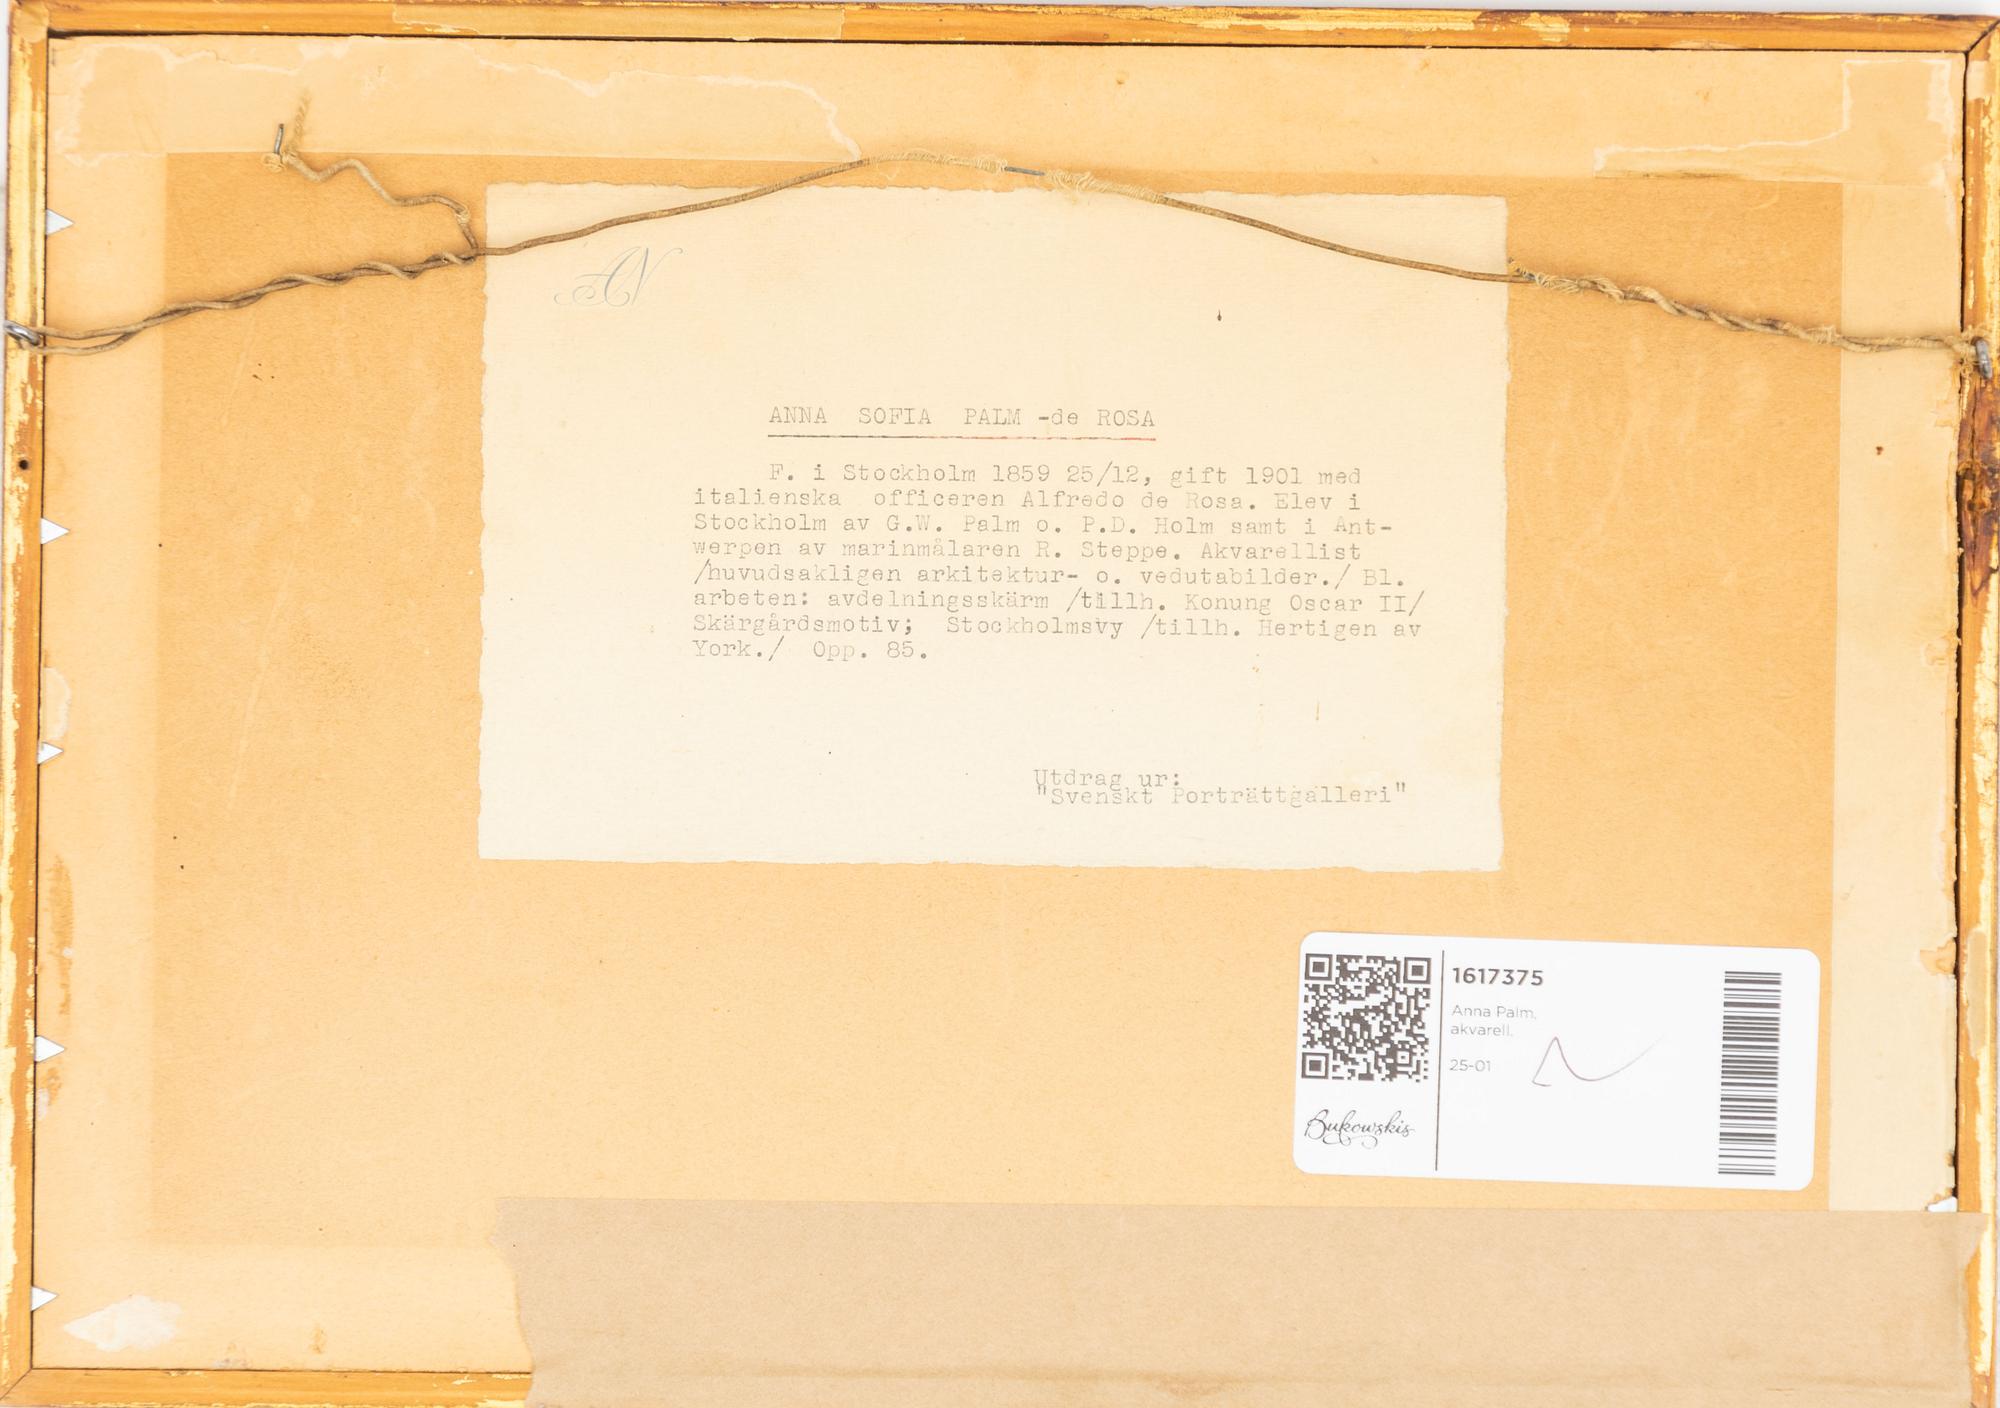 AN
ANNA SOFIA PALM -de ROSA
F. i Stockholm 1859 25/12, gift 1901 med
italienska officeren Alfredo de Rosa. Elev i
Stockholm av G.W. Palm o. P.D. Holm samt i Ant-
werpen av marinmålaren R. Steppe. Akvarellist
/huvudsakligen arkitektur- o. vedutabilder./ Bl.
arbeten: avdelningsskärm /tillh. Konung Oscar II/
Skärgårdsmotiv; Stockholmsvy /tillh. Hertigen av
York./ Opp. 85.
Utdrag ur:
"Svenskt Porträttgalleri"
1617375
Anna Palm,
akvarell.
25-01
Bukowskis